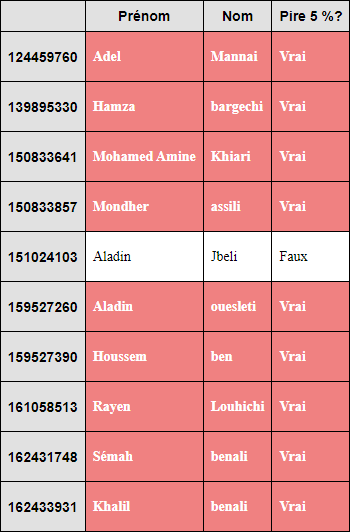 Prénom Nom Pire 5 %?
124459760 Adel Mannai Vrai
139895330 Hamza bargechi Vrai
150833641 Mohamed Amine Khiari Vrai
150833857 Mondher assili Vrai
151024103 Aladin Jbeli Faux
159527260 Aladin ouesleti Vrai
159527390 Houssem ben Vrai
161058513 Rayen Louhichi Vrai
162431748 Sémah benali Vrai
162433931 Khalil benali Vrai